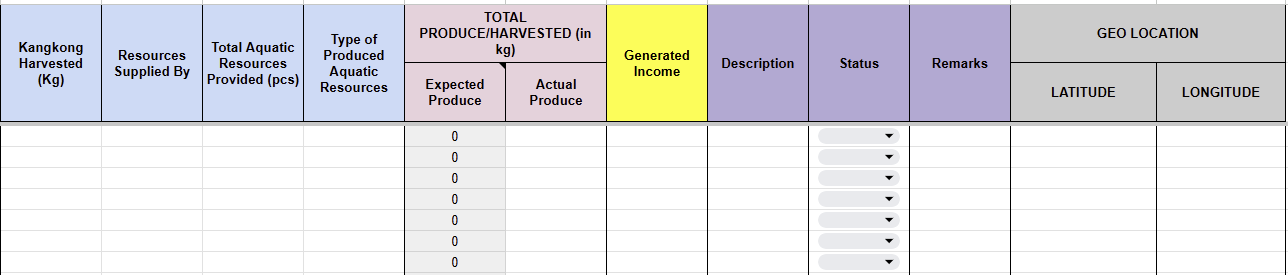 Kangkong
Harvested
(Kg)
Resources
Supplied By
Total Aquatic
Resources
Provided (pcs)
Type of
Produced
Aquatic
Resources
TOTAL
PRODUCE/HARVESTED (in
kg)
Expected
Produce
Actual
Produce
Generated
Income
Description
Status
Remarks
GEO LOCATION
LATITUDE
LONGITUDE
0
0
0
0
0
0
0